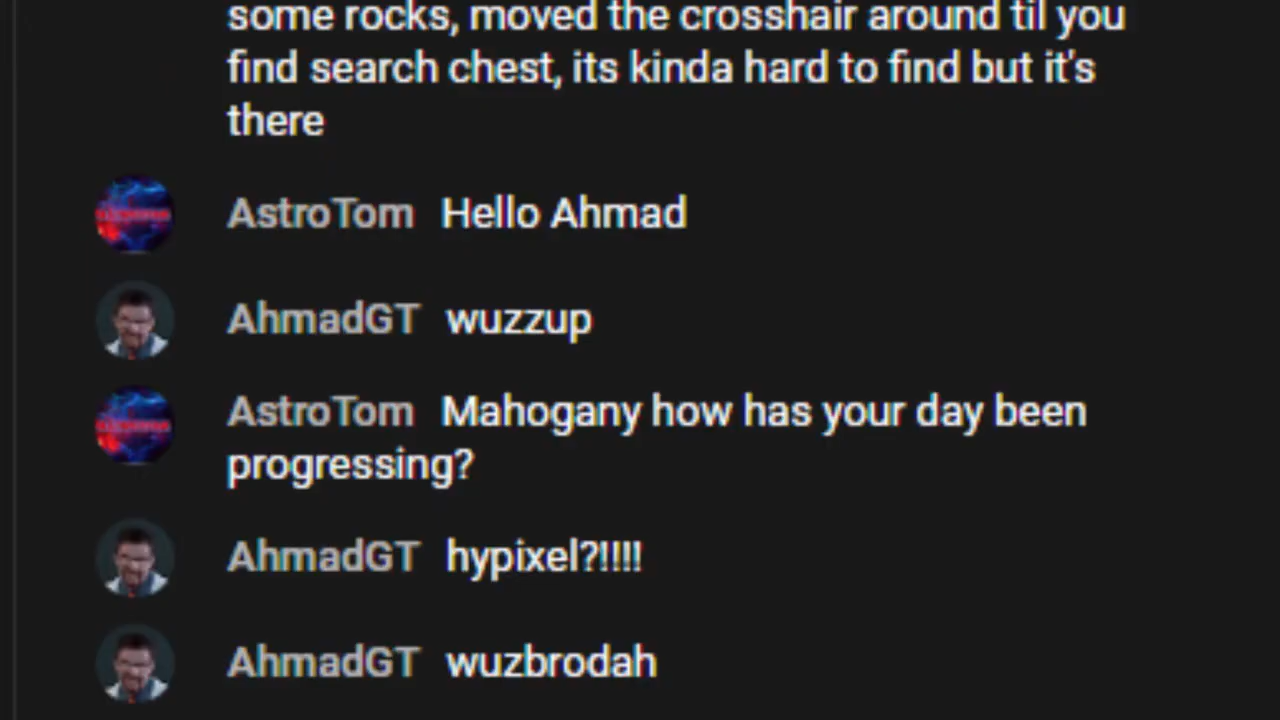 some rocks, moved the crosshair around til you
find search chest, its kinda hard to find but it's
there
AstroTom Hello Ahmad
AhmadGT wuzzup
AstroTom Mahogany how has your day been
progressing?
AhmadGT hypixel?!!!!
AhmadGT wuzbrodah